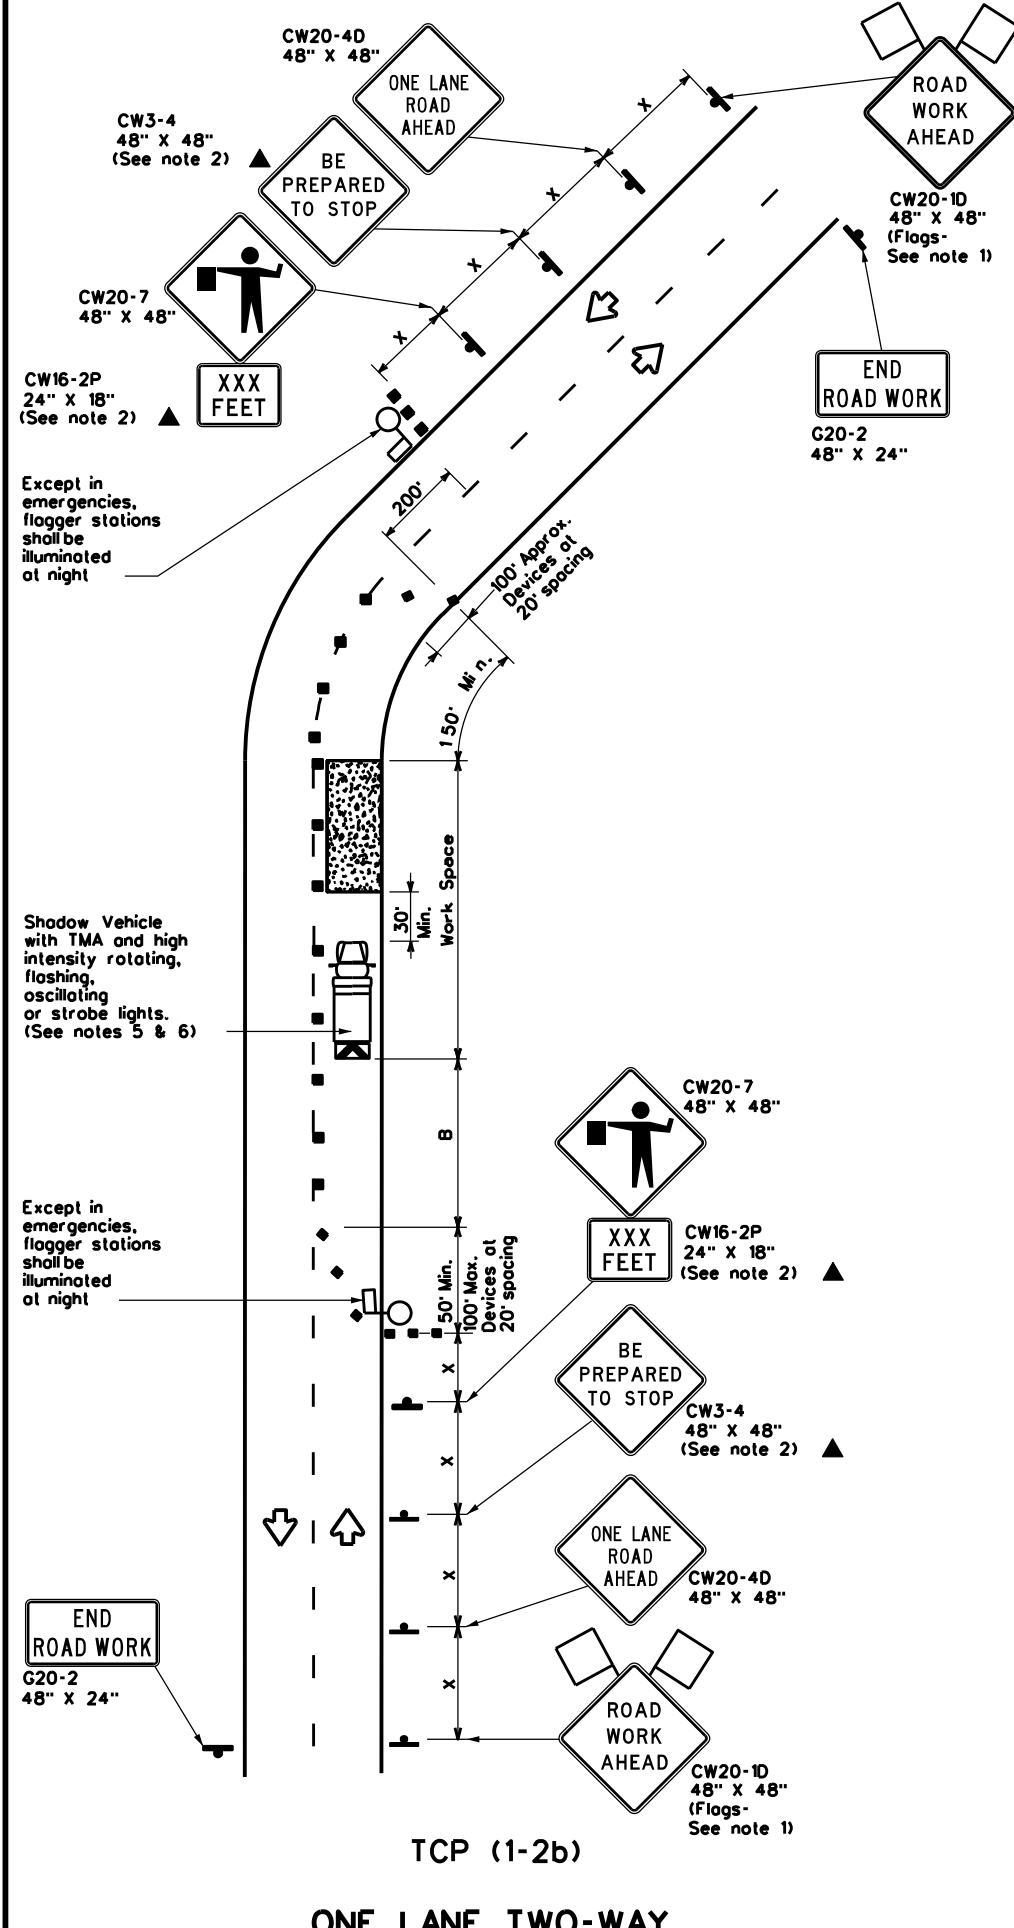 CW20-4D
48" X 48"
ONE LANE
ROAD
AHEAD
ROAD
WORK
AHEAD
CW20-1D
48" X 48"
(Flags-
See note 1)
CW3-4
48" X 48"
(See note 2)
BE
PREPARED
TO STOP
X
X
X
X
CW20-7
48" X 48"
CW16-2P
24" X 18"
(See note 2)
XXX
FEET
END
ROAD WORK
G20-2
48" X 24"
Except in
emergencies,
flagger stations
shall be
illuminated
at night
200'
100' Approx.
Devices at
20' spacing
150' Min.
Work Space
30'
Min.
Shadow Vehicle
with TMA and high
intensity rotating,
flashing,
oscillating
or strobe lights.
(See notes 5 & 6)
B
CW20-7
48" X 48"
XXX
FEET
CW16-2P
24" X 18"
(See note 2)
Except in
emergencies,
flagger stations
shall be
illuminated
at night
50' Min.
100' Max.
Devices at
20' spacing
X
X
X
X
BE
PREPARED
TO STOP
CW3-4
48" X 48"
(See note 2)
ONE LANE
ROAD
AHEAD
CW20-4D
48" X 48"
END
ROAD WORK
G20-2
48" X 24"
ROAD
WORK
AHEAD
CW20-1D
48" X 48"
(Flags-
See note 1)
TCP (1-2b)
ONE LANE TWO-WAY